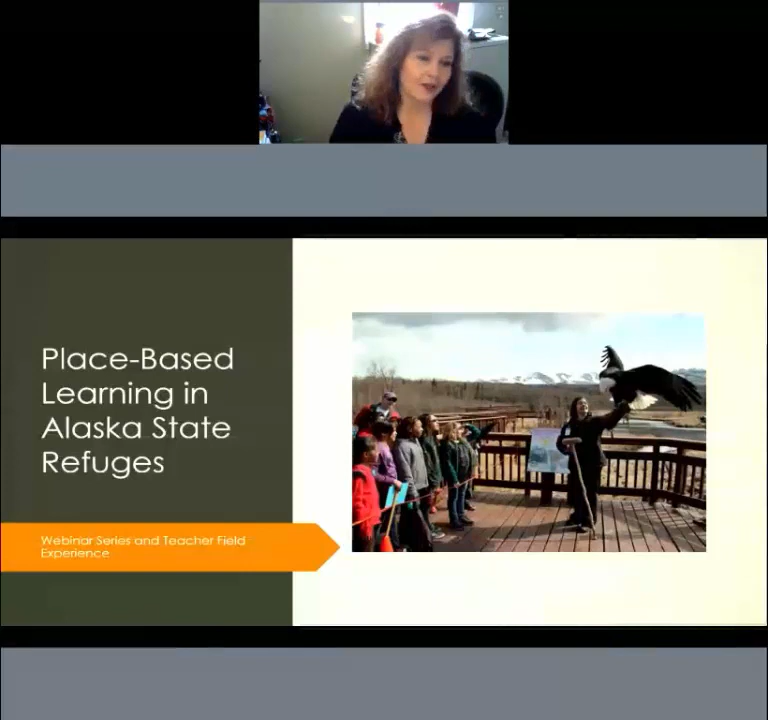 Place-Based
Learning in
Alaska State
Refuges
Webinar Series and Teacher Field
Experience